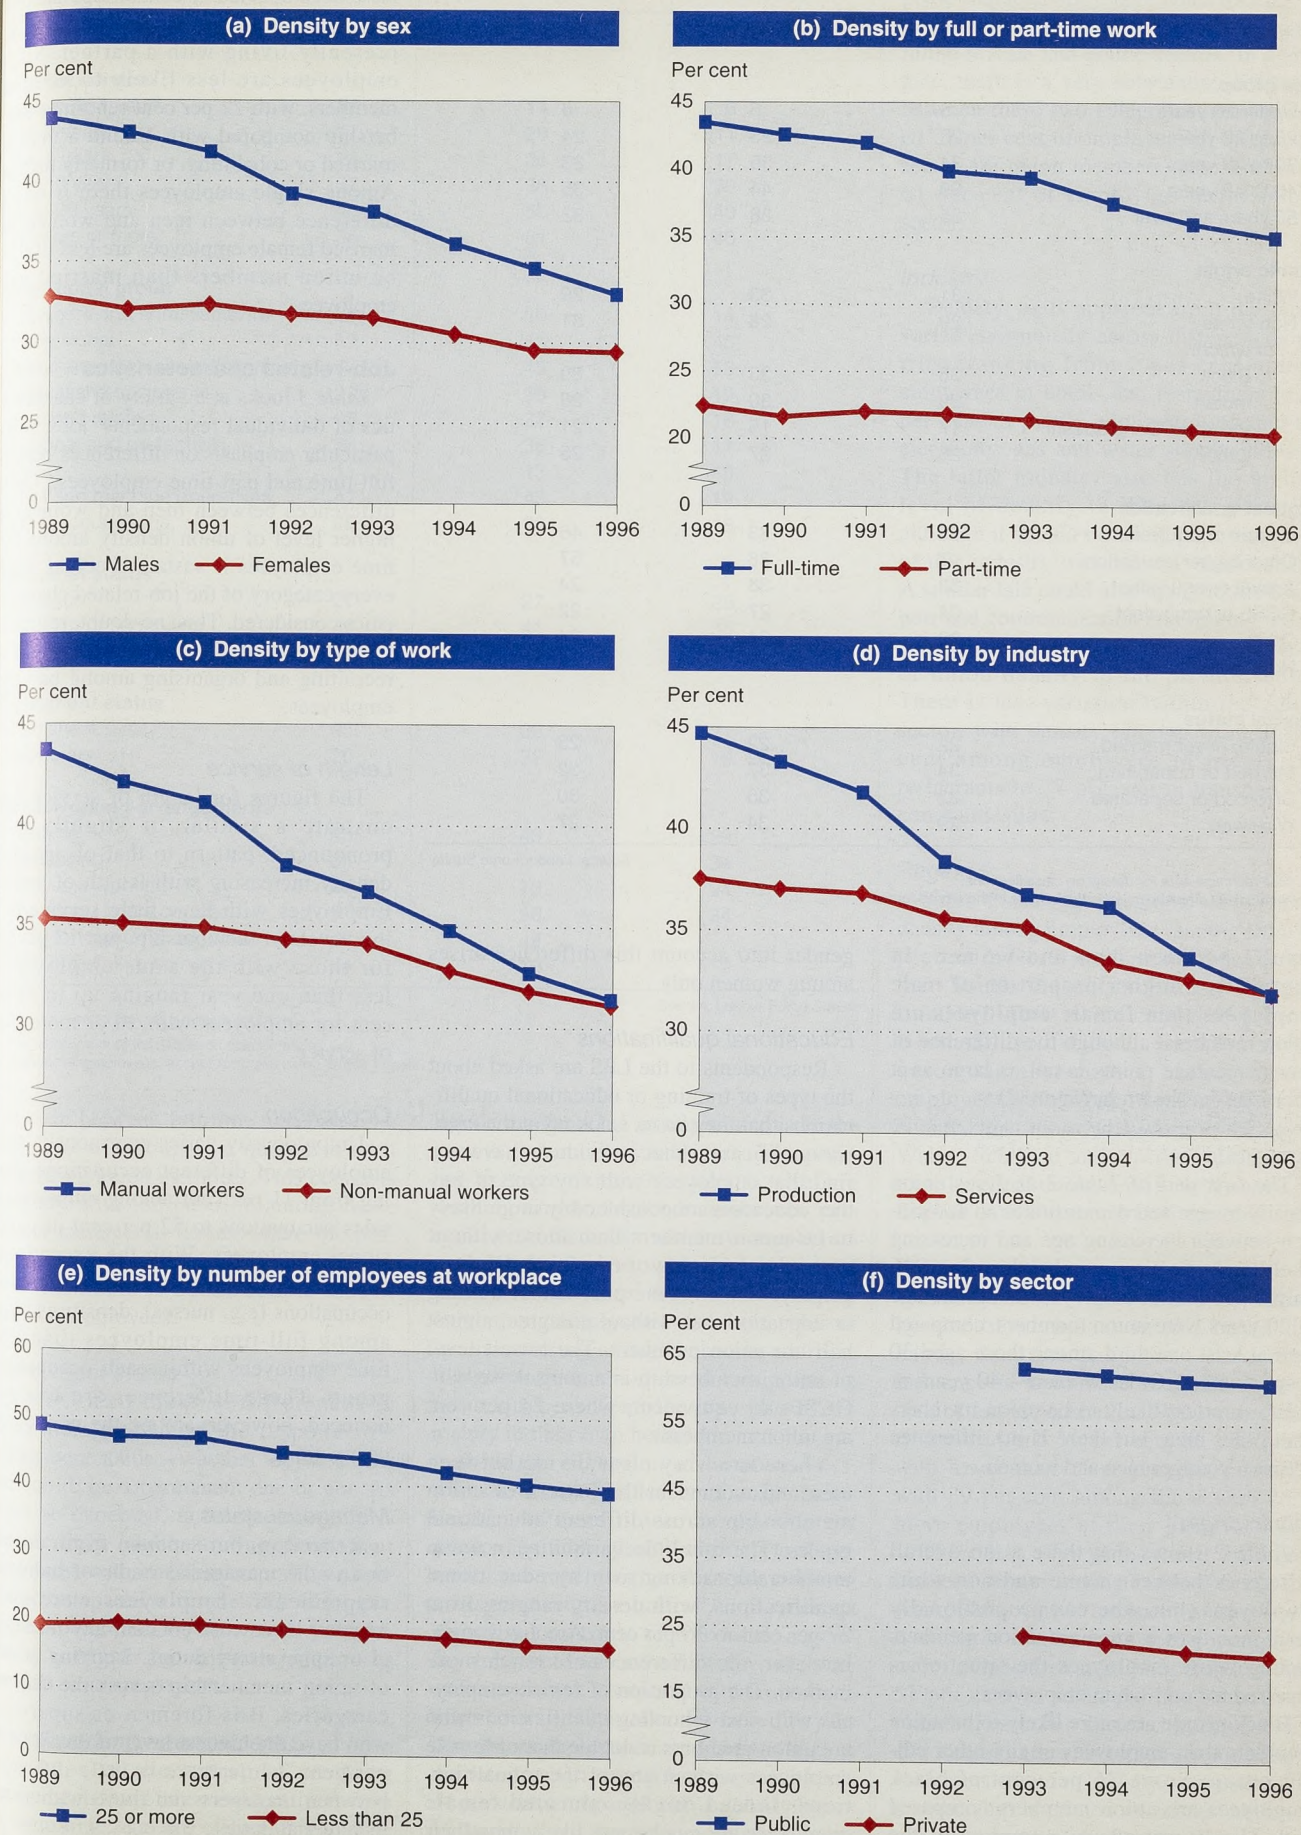 (a) Density by sex
Per cent
45
40
35
30
25
0
1989 1990 1991 1992 1993 1994 1995 1996
Males Females
(b) Density by full or part-time work
Per cent
45
40
35
30
25
20
0
1989 1990 1991 1992 1993 1994 1995 1996
Full-time Part-time
(c) Density by type of work
Per cent
45
40
35
30
0
1989 1990 1991 1992 1993 1994 1995 1996
Manual workers Non-manual workers
(d) Density by industry
Per cent
45
40
35
30
0
1989 1990 1991 1992 1993 1994 1995 1996
Production Services
(e) Density by number of employees at workplace
Per cent
60
50
40
30
20
10
0
1989 1990 1991 1992 1993 1994 1995 1996
25 or more Less than 25
(f) Density by sector
Per cent
65
55
45
35
25
15
0
1989 1990 1991 1992 1993 1994 1995 1996
Public Private